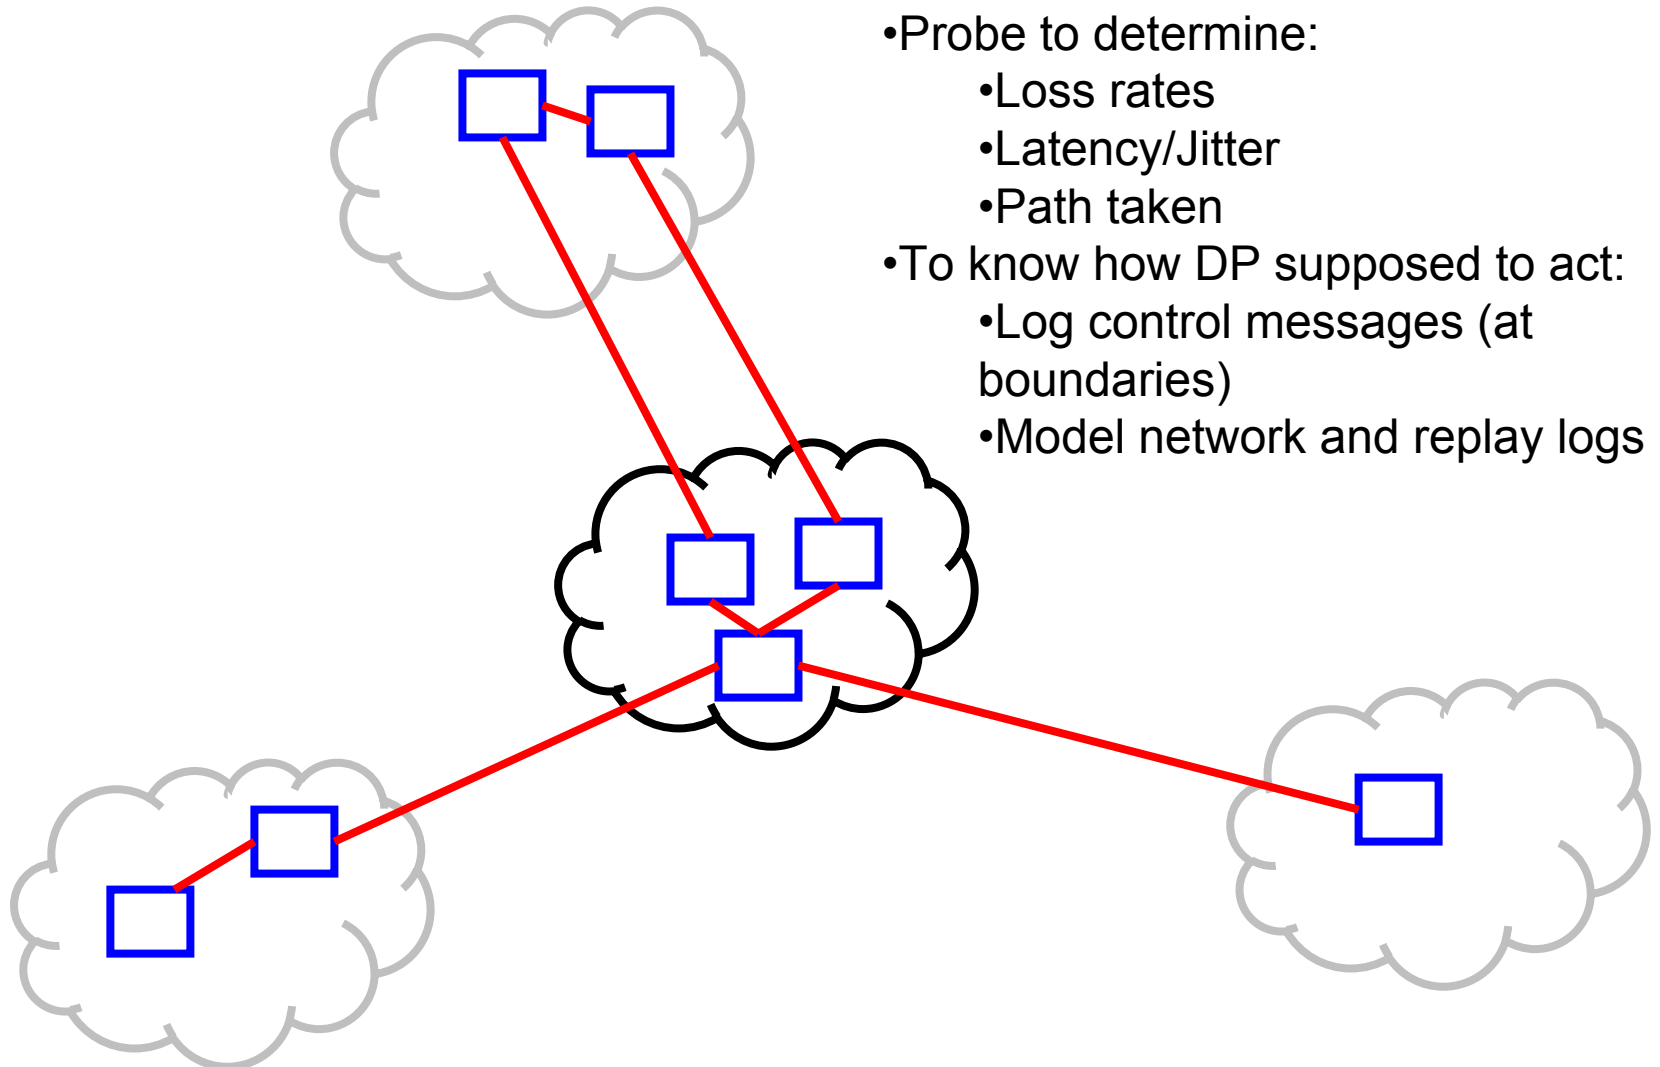 •Probe to determine:
•Loss rates
•Latency/Jitter
•Path taken
•To know how DP supposed to act:
•Log control messages (at
boundaries)
•Model network and replay logs